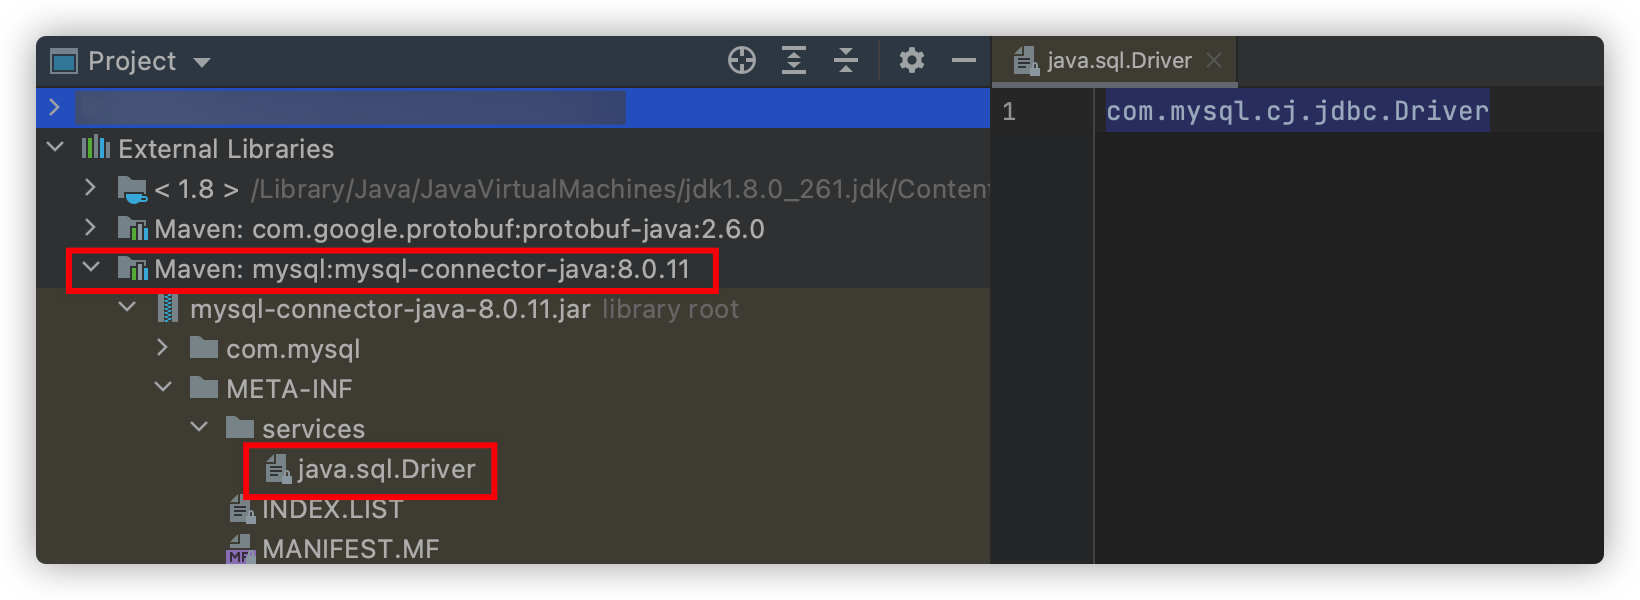 Project
java.sql.Driver
1 com.mysql.cj.jdbc.Driver
External Libraries
< 1.8 > /Library/Java/JavaVirtualMachines/jdk1.8.0_261.jdk/Content
Maven: com.google.protobuf:protobuf-java:2.6.0
Maven: mysql:mysql-connector-java:8.0.11
mysql-connector-java-8.0.11.jar library root
com.mysql
META-INF
services
java.sql.Driver
INDEX.LIST
MF MANIFEST.MF